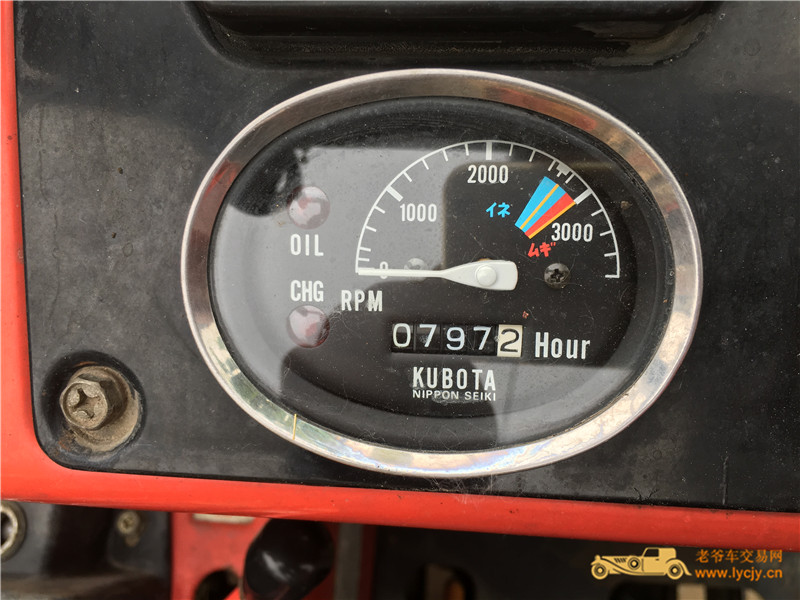 2000
1000
イネ
3000
ムギ
OIL
0
CHG
RPM
07972 Hour
KUBOTA
NIPPON SEIKI
老爷车交易网
www.lycjy.cn